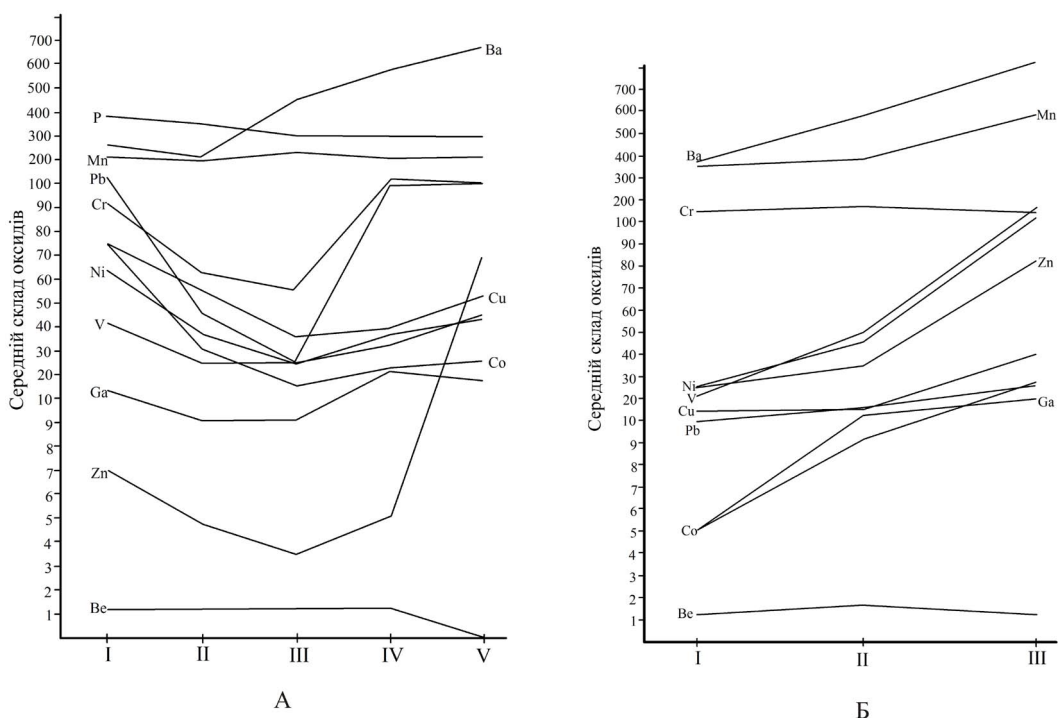 Середній склад оксидів
700
600
500
400
300
200
100
90
80
70
60
50
40
30
20
10
9
8
7
6
5
4
3
2
1
P
Mn
Pb
Cr
Ni
V
Ga
Zn
Be
Ba
Cu
Co
I II III IV V
А
Середній склад оксидів
700
600
500
400
300
200
100
90
80
70
60
50
40
30
20
10
9
8
7
6
5
4
3
2
1
Ba
Cr
Ni
V
Cu
Pb
Co
Be
Mn
Zn
Ga
I II III
Б